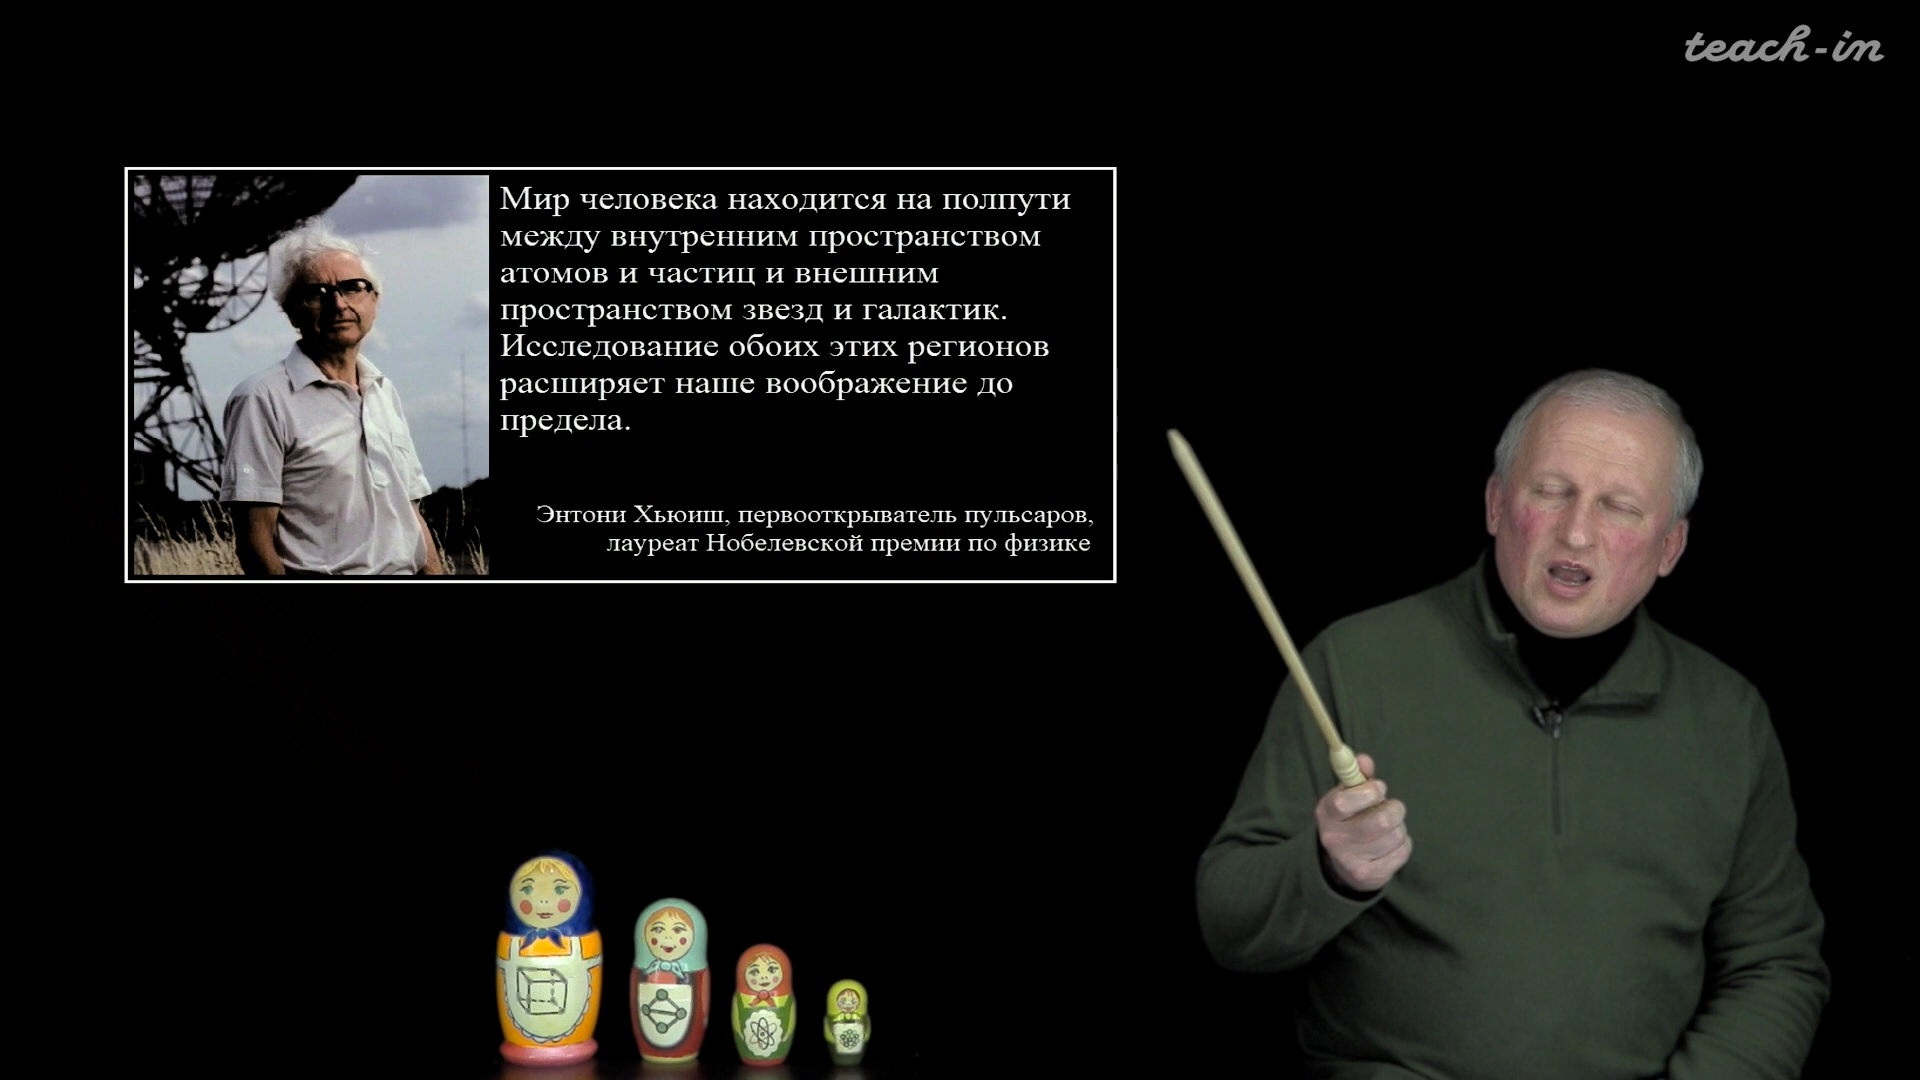 teach-in
Мир человека находится на полпути
между внутренним пространством
атомов и частиц и внешним
пространством звезд и галактик.
Исследование обоих этих регионов
расширяет наше воображение до
предела.
Энтони Хьюиш, первооткрыватель пульсаров,
лауреат Нобелевской премии по физике